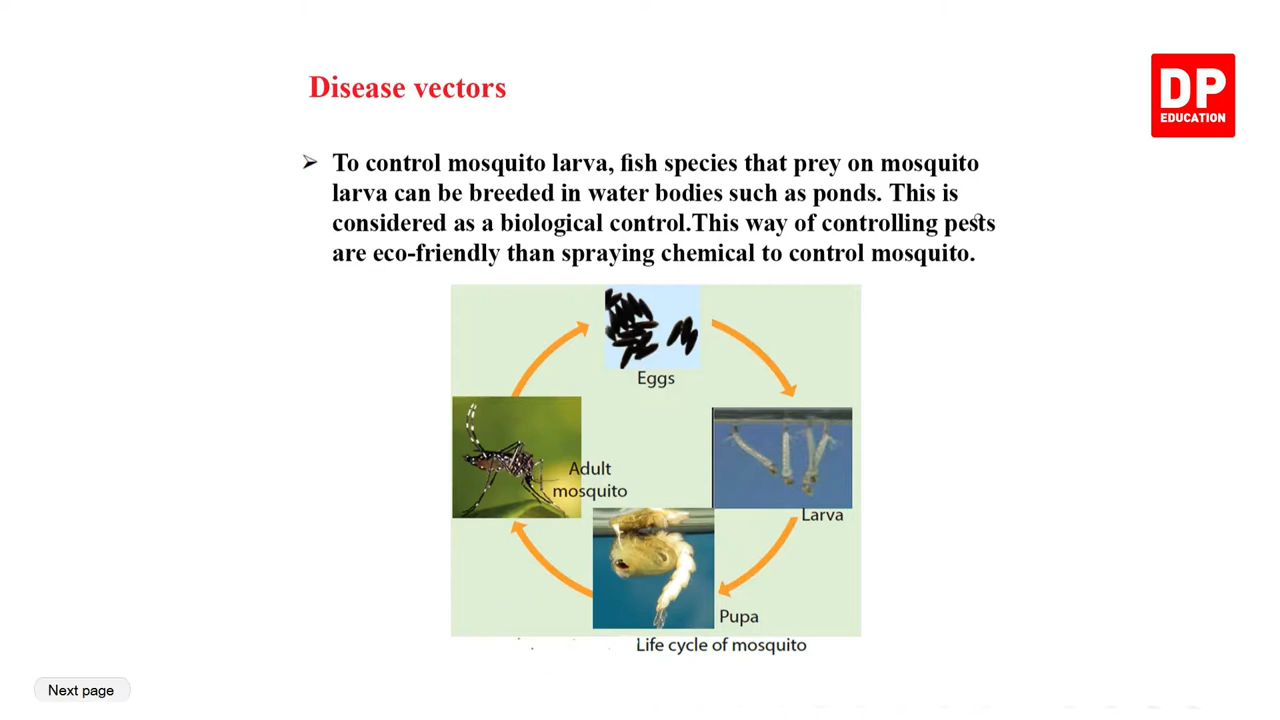 Disease vectors
DP
EDUCATION
To control mosquito larva, fish species that prey on mosquito
larva can be breeded in water bodies such as ponds. This is
considered as a biological control.This way of controlling pests
are eco-friendly than spraying chemical to control mosquito.
Eggs
Adult
mosquito
Larva
Pupa
Life cycle of mosquito
Next page